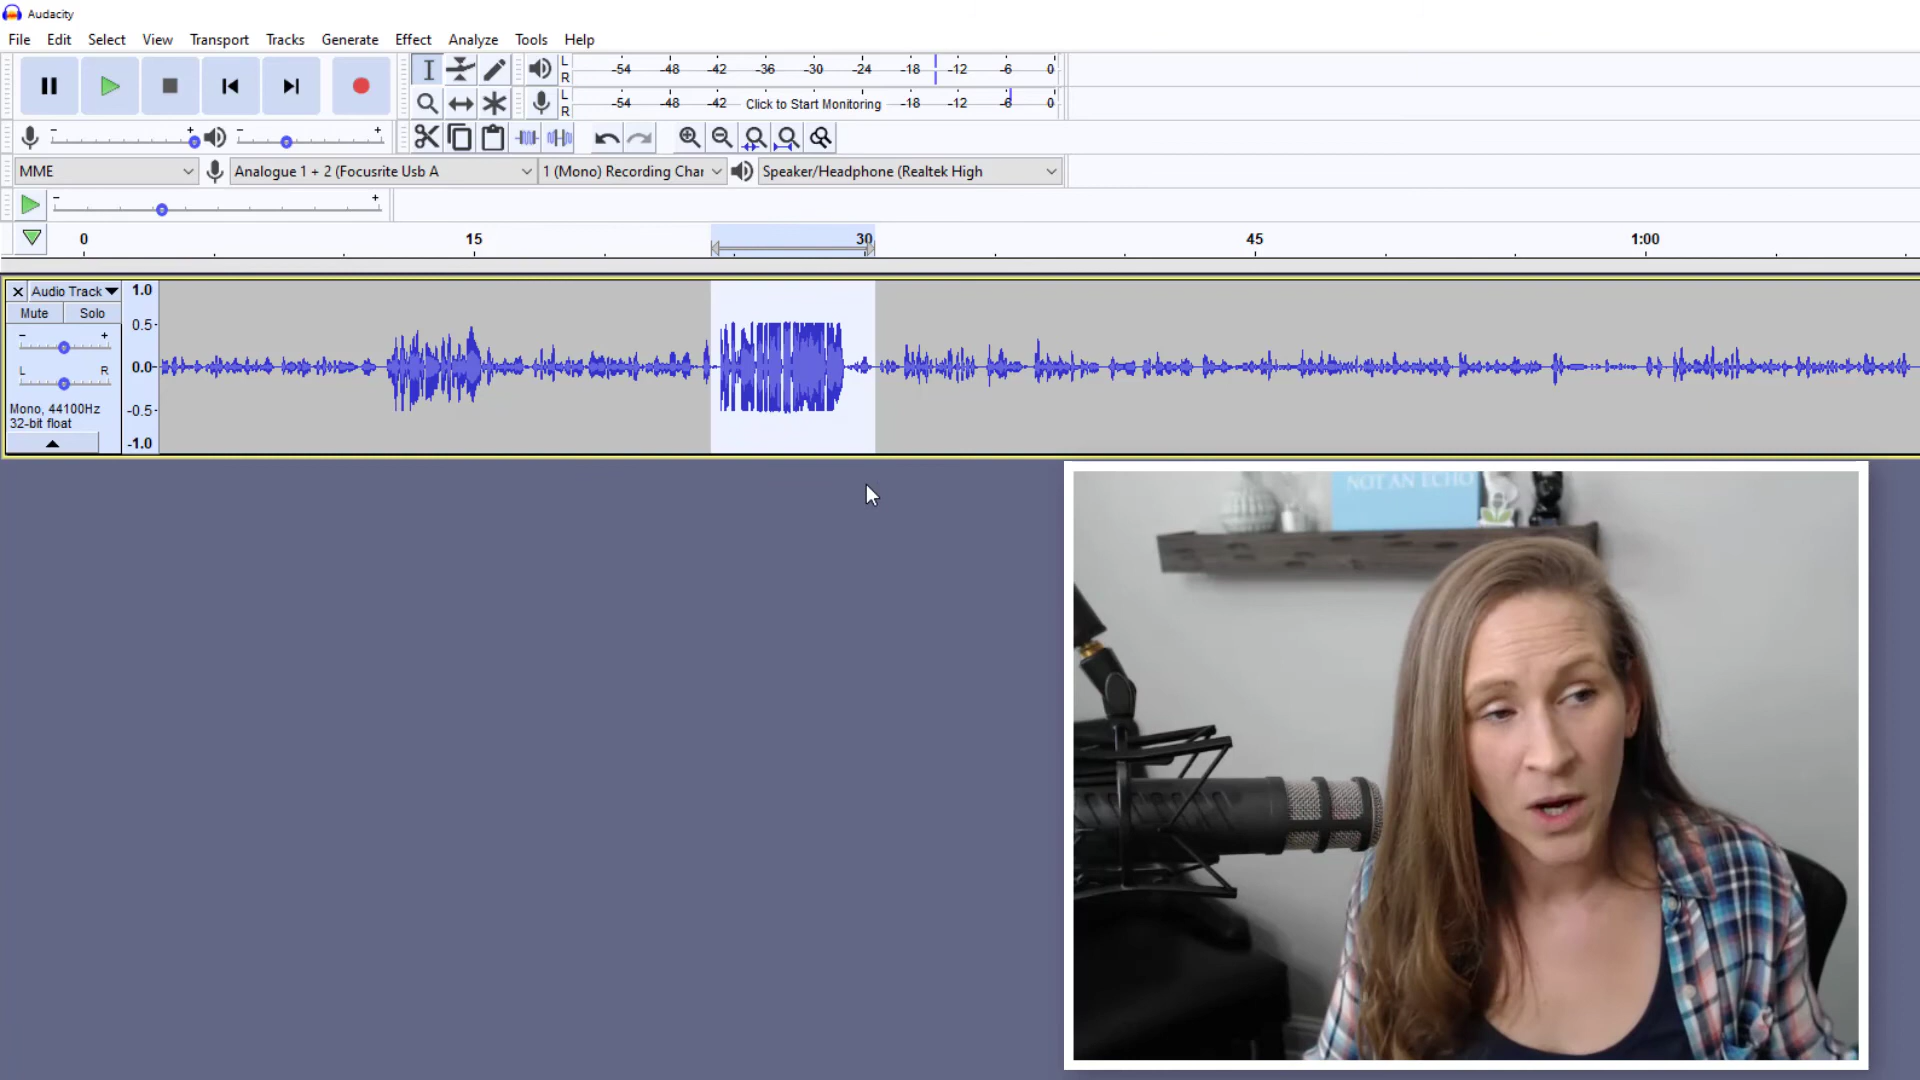 Audacity
File Edit Select View Transport Tracks Generate Effect Analyze Tools Help
L
R
-54 -48 -42 -36 -30 -24 -18 -12 -6 0
L
R
-54 -48 -42 Click to Start Monitoring -18 -12 -6 0
- + - +
MME Analogue 1 + 2 (Focusrite Usb A 1 (Mono) Recording Char Speaker/Headphone (Realtek High
- +
0 15 30 45 1:00
X Audio Track 1.0
Mute Solo
0.5
- +
0.0
L R
Mono, 44100Hz
-0.5
32-bit float
-1.0
NOT AN ECHO